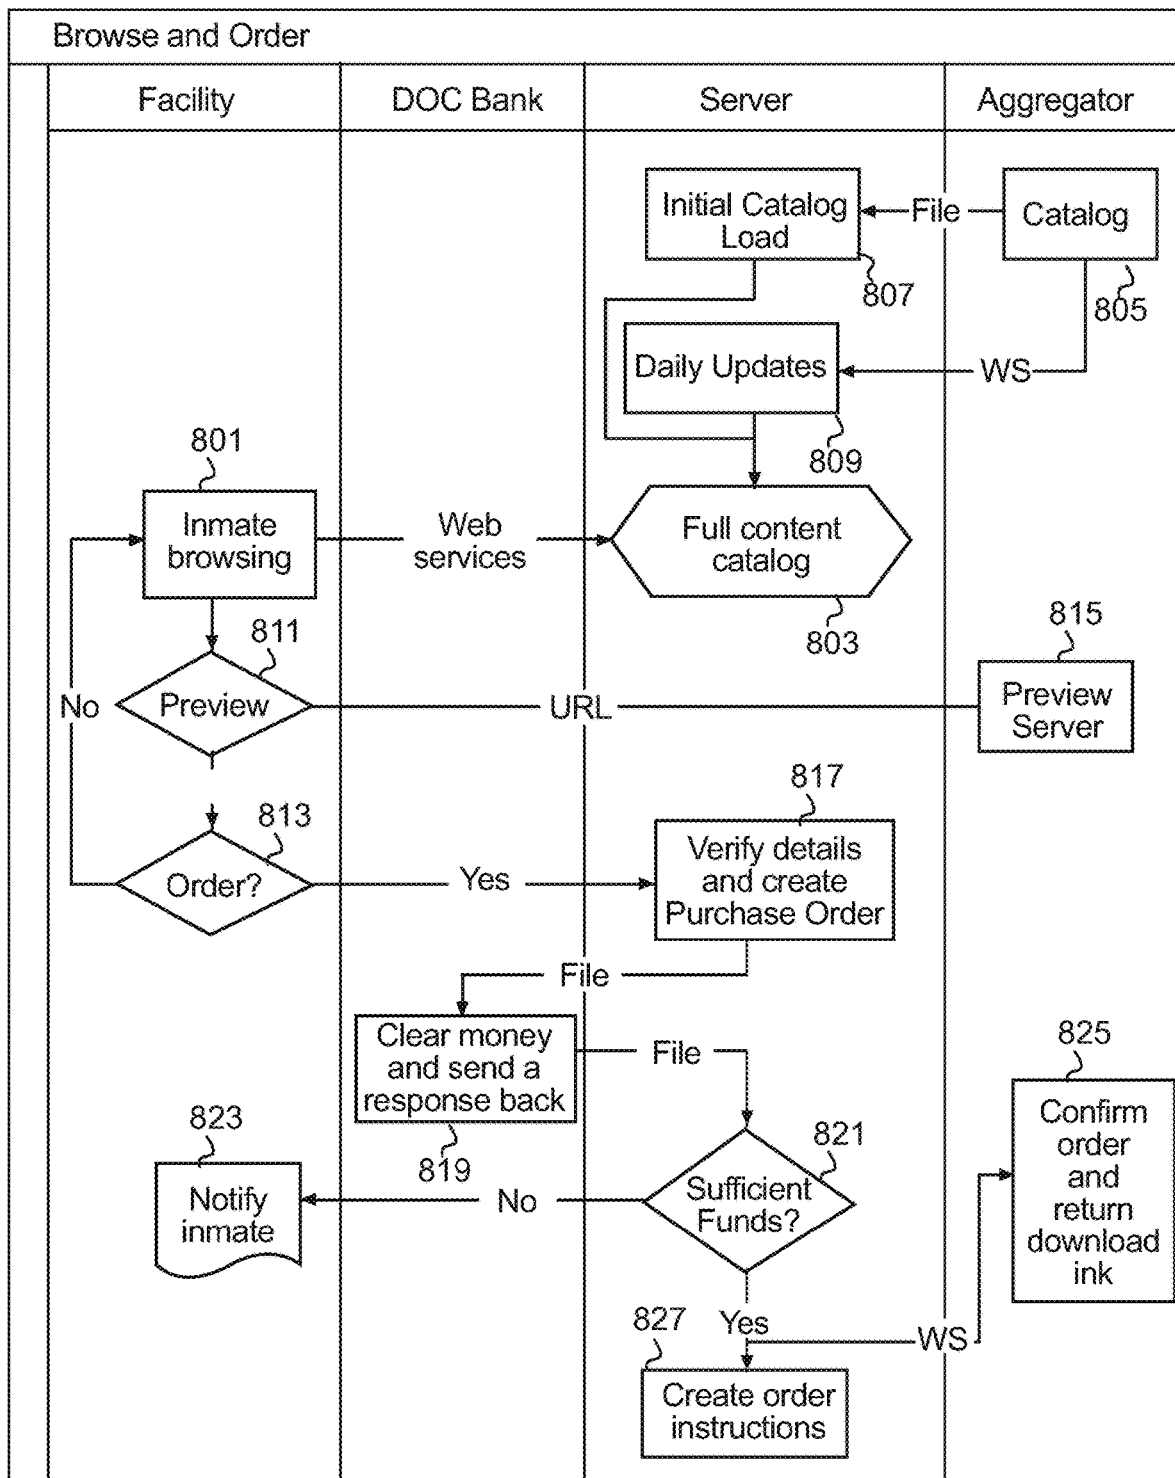 Browse and Order
Facility
DOC Bank
Server
Aggregator
Initial Catalog
Load
File
Catalog
807
805
Daily Updates
WS
809
801
Inmate
browsing
Web
services
Full content
catalog
803
811
815
No
Preview
URL
Preview
Server
817
813
Order?
Yes
Verify details
and create
Purchase Order
File
Clear money
and send a
response back
File
825
819
821
823
Notify
inmate
No
Sufficient
Funds?
Confirm
order
and
return
download
ink
Yes
827
WS
Create order
instructions